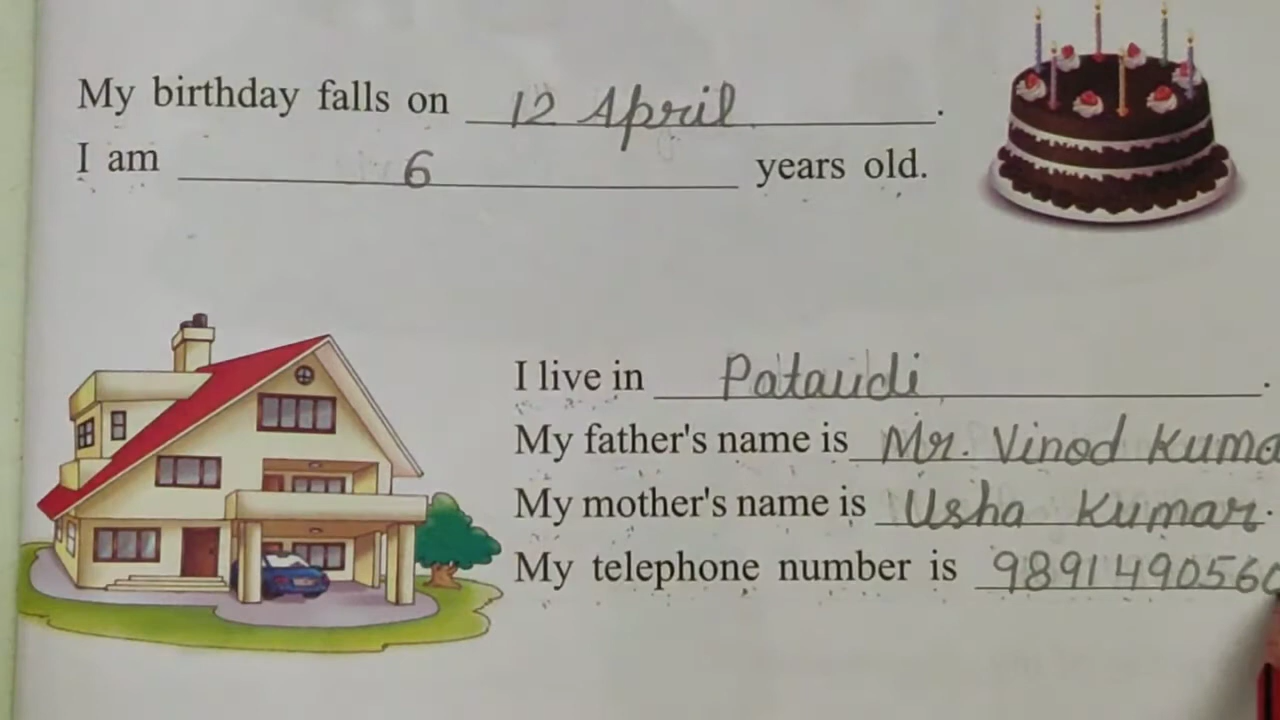 My birthday falls on 12 April.
I am 6 years old.
I live in Pataudi.
My father's name is Mr. Vinod Kuma
My mother's name is Usha Kumar.
My telephone number is 989149056